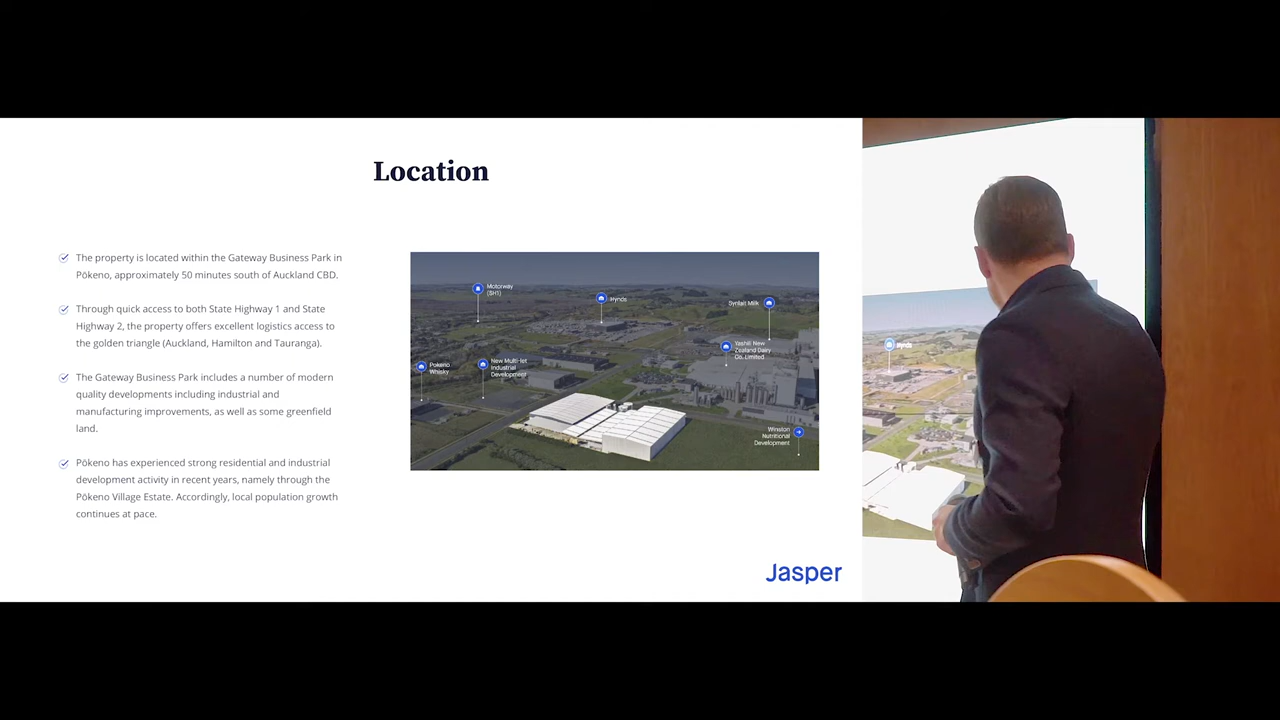 Location
The property is located within the Gateway Business Park in
Pōkeno, approximately 50 minutes south of Auckland CBD.
Through quick access to both State Highway 1 and State
Highway 2, the property offers excellent logistics access to
the golden triangle (Auckland, Hamilton and Tauranga).
The Gateway Business Park includes a number of modern
quality developments including industrial and
manufacturing improvements, as well as some greenfield
land.
Pōkeno has experienced strong residential and industrial
development activity in recent years, namely through the
Pōkeno Village Estate. Accordingly, local population growth
continues at pace.
Motorway
(SH1)
Hynds
Synlait Milk
Yashili New
Zealand Dairy
Co. Limited
Pokeno
Whisky
New Multi-let
Industrial
Development
Winston
Nutritional
Development
Jasper
Hynds